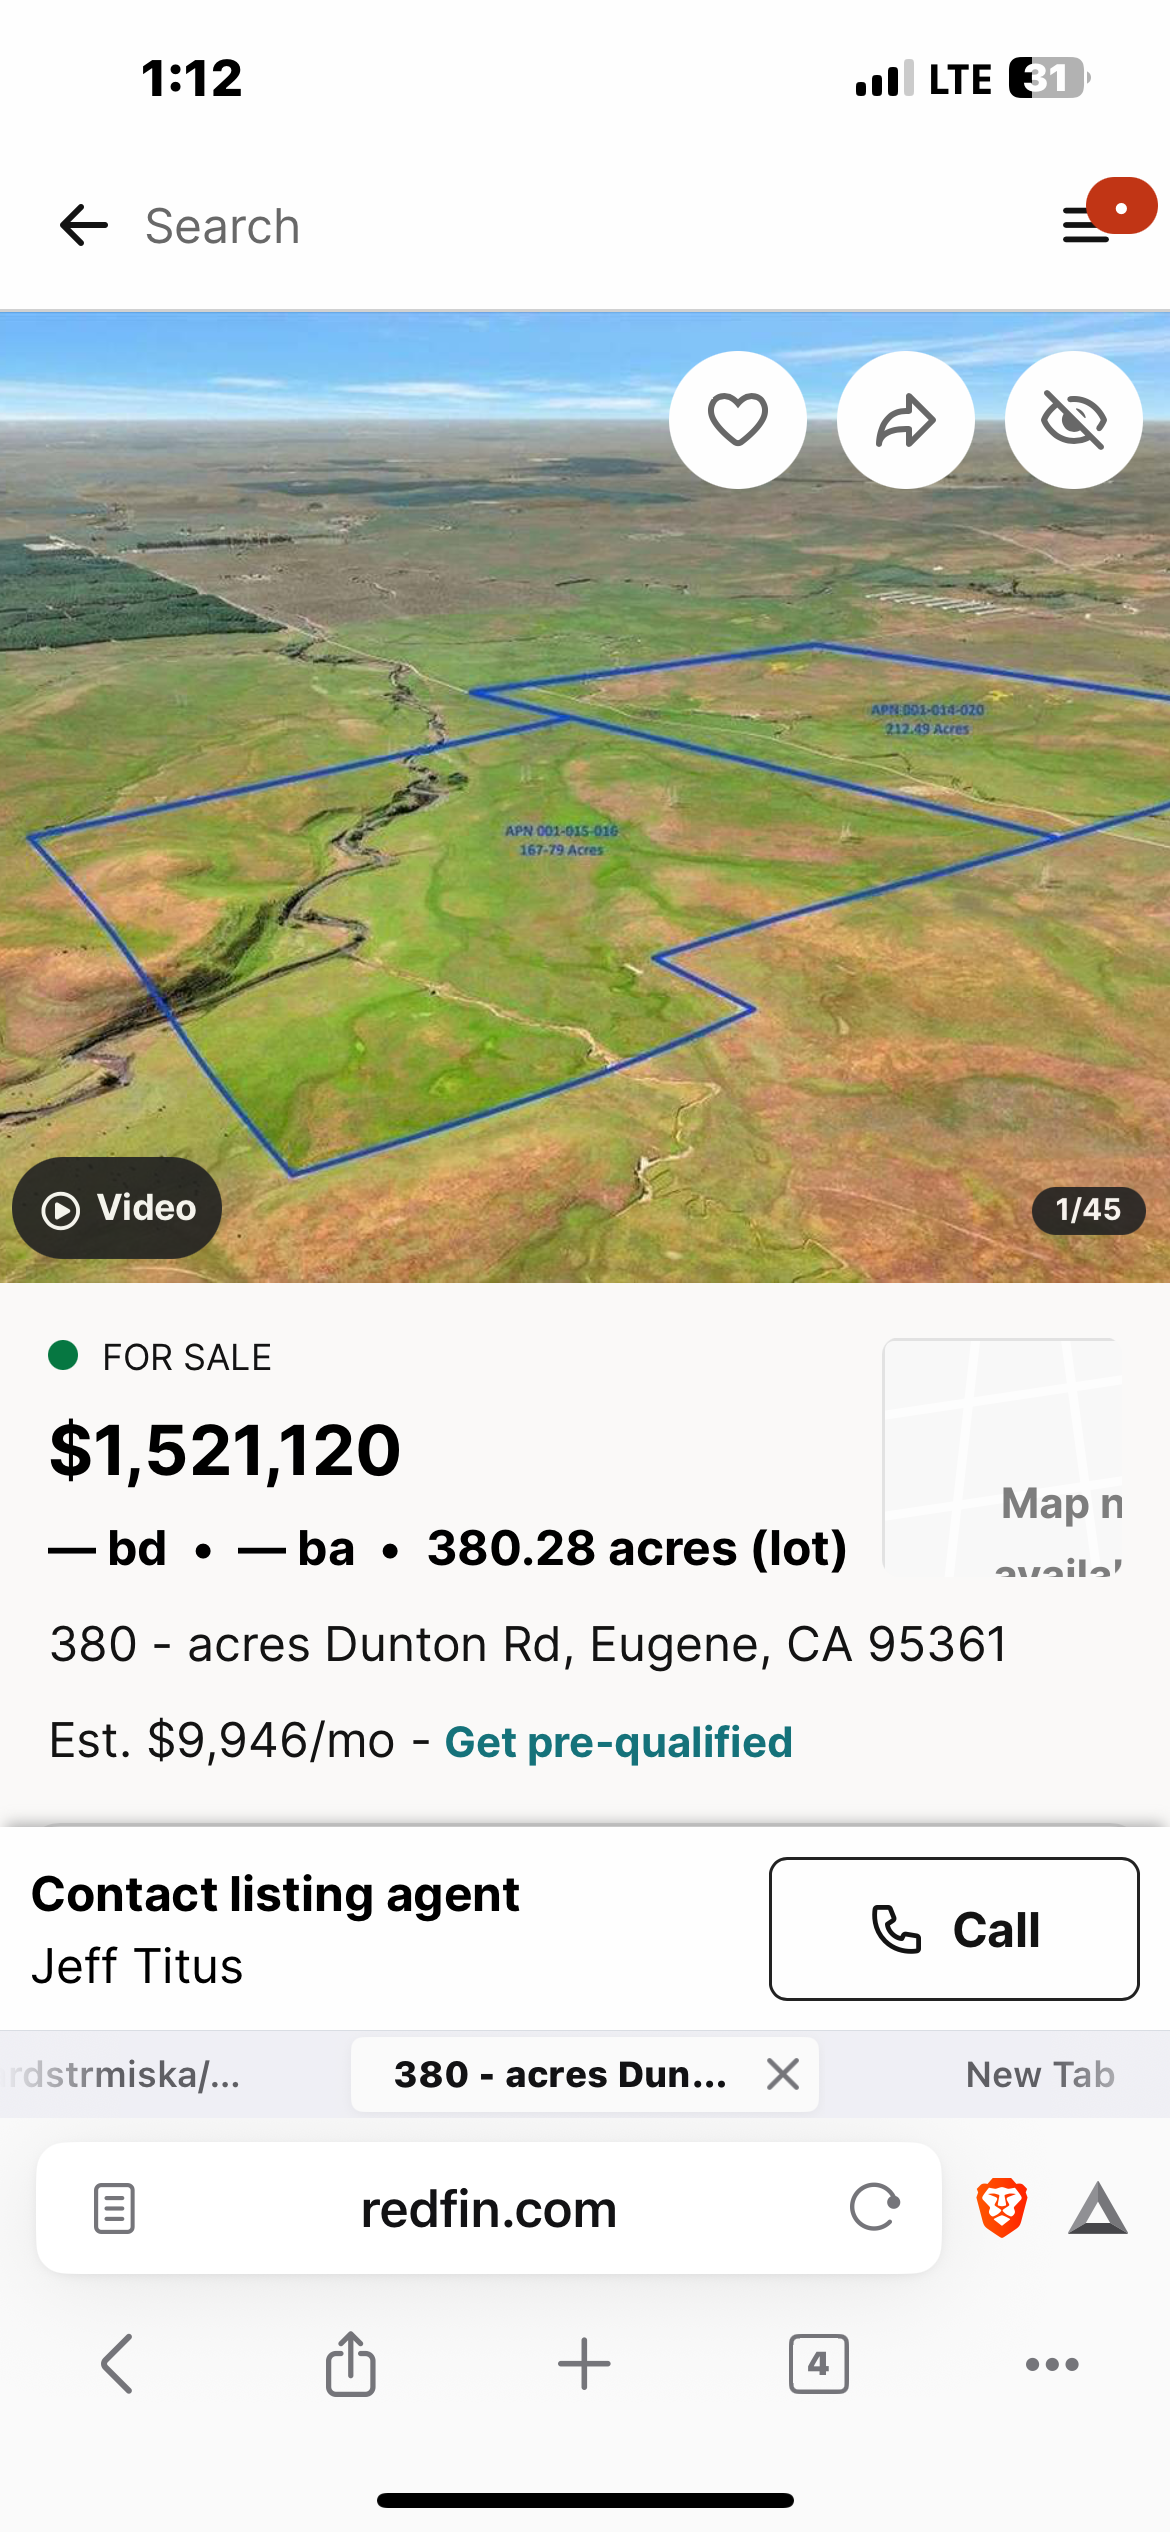 1:12
LTE 31
Search
APN 001-014-020
212.49 Acres
APN 001-015-016
167-79 Acres
Video
1/45
FOR SALE
$1,521,120
— bd • — ba • 380.28 acres (lot)
Map n
availa
380 - acres Dunton Rd, Eugene, CA 95361
Est. $9,946/mo - Get pre-qualified
Contact listing agent
Jeff Titus
Call
rdstrmiska/...
380 - acres Dun...
New Tab
redfin.com
4